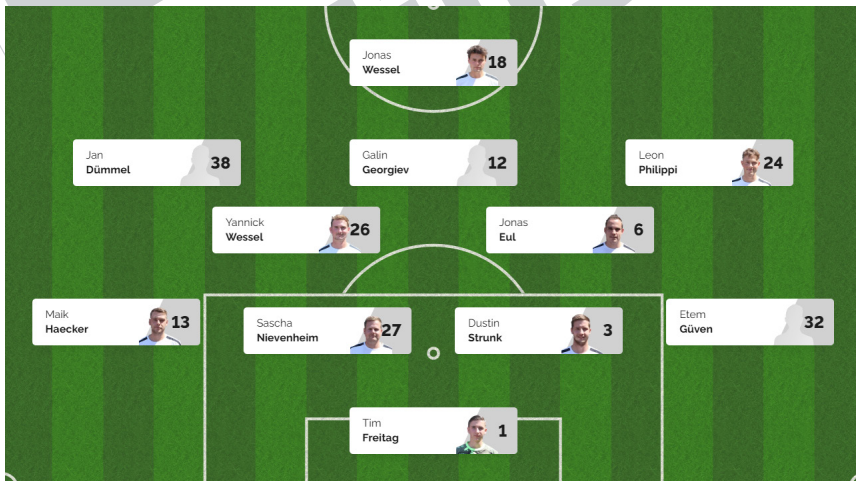 Jonas
Wessel
18
Jan
Dümmel
38
Galin
Georgiev
12
Leon
Philippi
24
Yannick
Wessel
26
Jonas
Eul
6
Maik
Haecker
13
Sascha
Nievenheim
27
Dustin
Strunk
3
Etem
Güven
32
Tim
Freitag
1